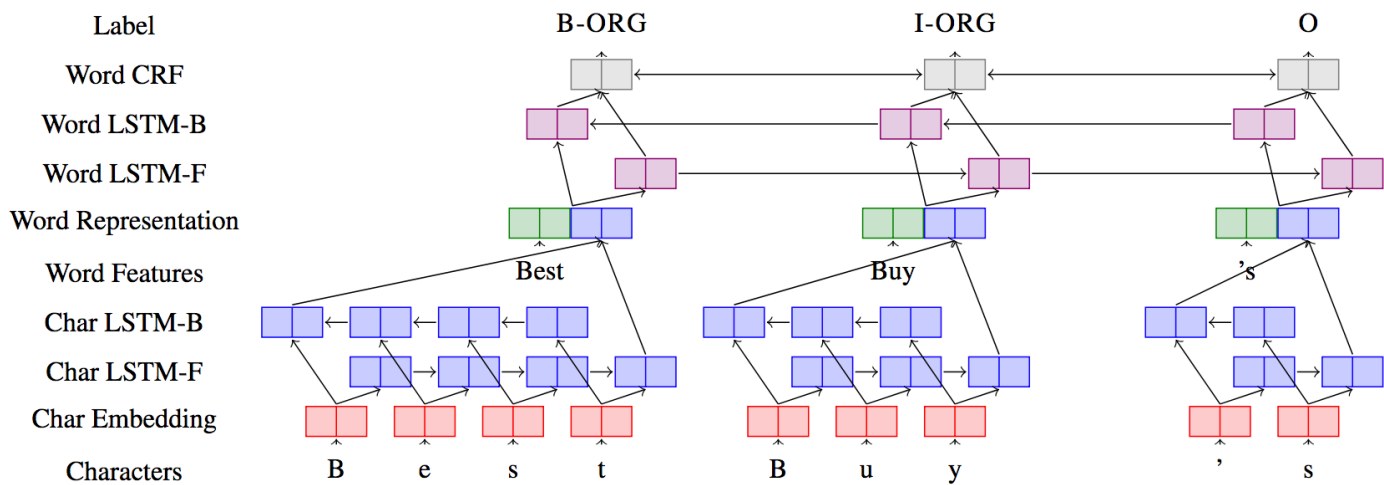 Label B-ORG I-ORG O
Word CRF
Word LSTM-B
Word LSTM-F
Word Representation
Word Features Best Buy 's
Char LSTM-B
Char LSTM-F
Char Embedding
Characters B e s t B u y ' s